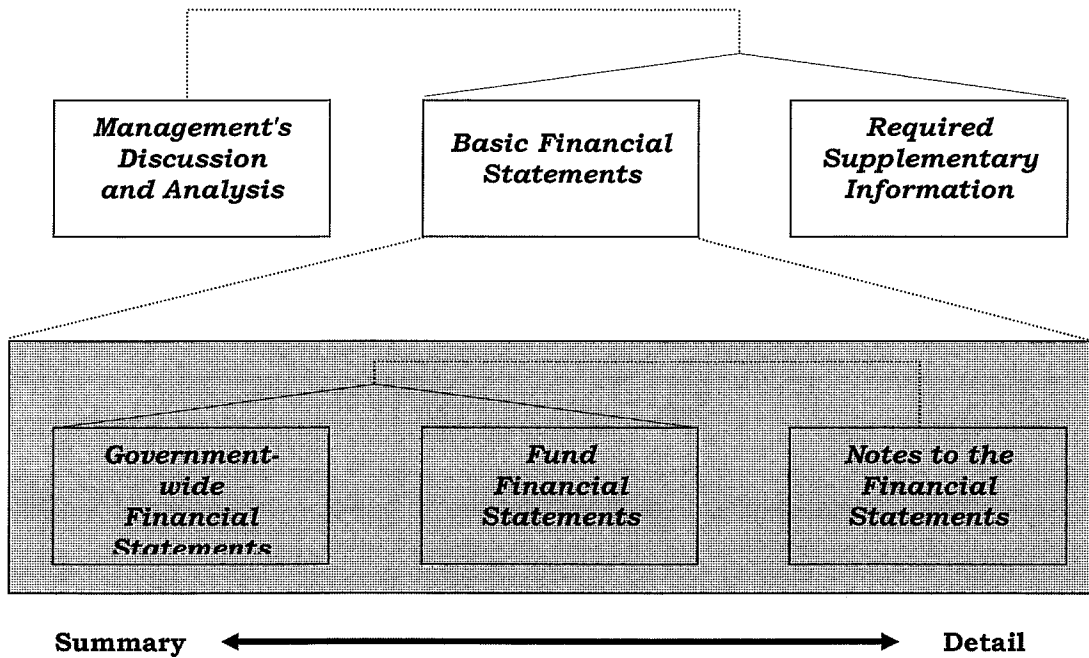 Management's
Discussion
and Analysis
Basic Financial
Statements
Required
Supplementary
Information
Government-
wide
Financial
Statements
Fund
Financial
Statements
Notes to the
Financial
Statements
Summary
Detail